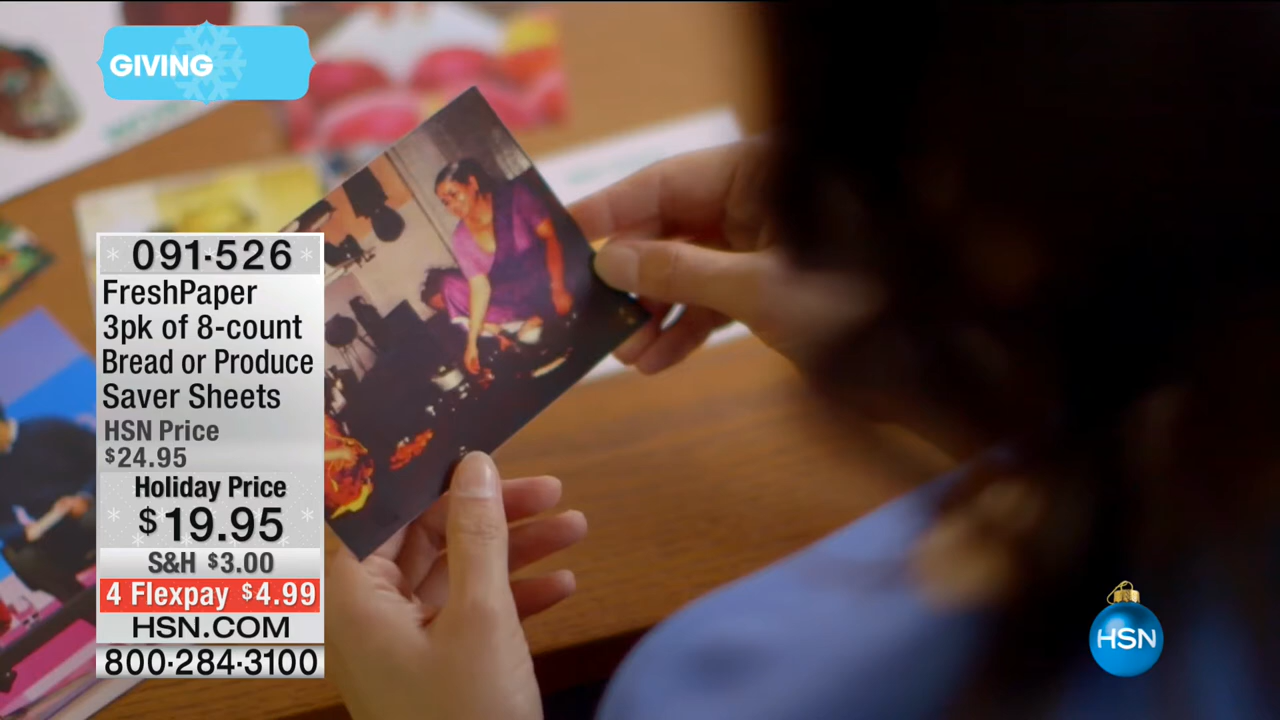 GIVING
091·526
FreshPaper
3pk of 8-count
Bread or Produce
Saver Sheets
HSN Price
$24.95
Holiday Price
$19.95
S&H $3.00
4 Flexpay $4.99
HSN.COM
800·284·3100
HSN